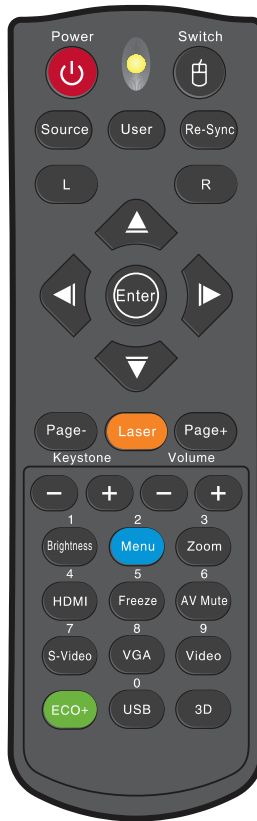 Power Switch
Source User Re-Sync
L R
Enter
Page- Laser Page+
Keystone Volume
− + − +
1 2 3
Brightness Menu Zoom
4 5 6
HDMI Freeze AV Mute
7 8 9
S-Video VGA Video
0
ECO+ USB 3D